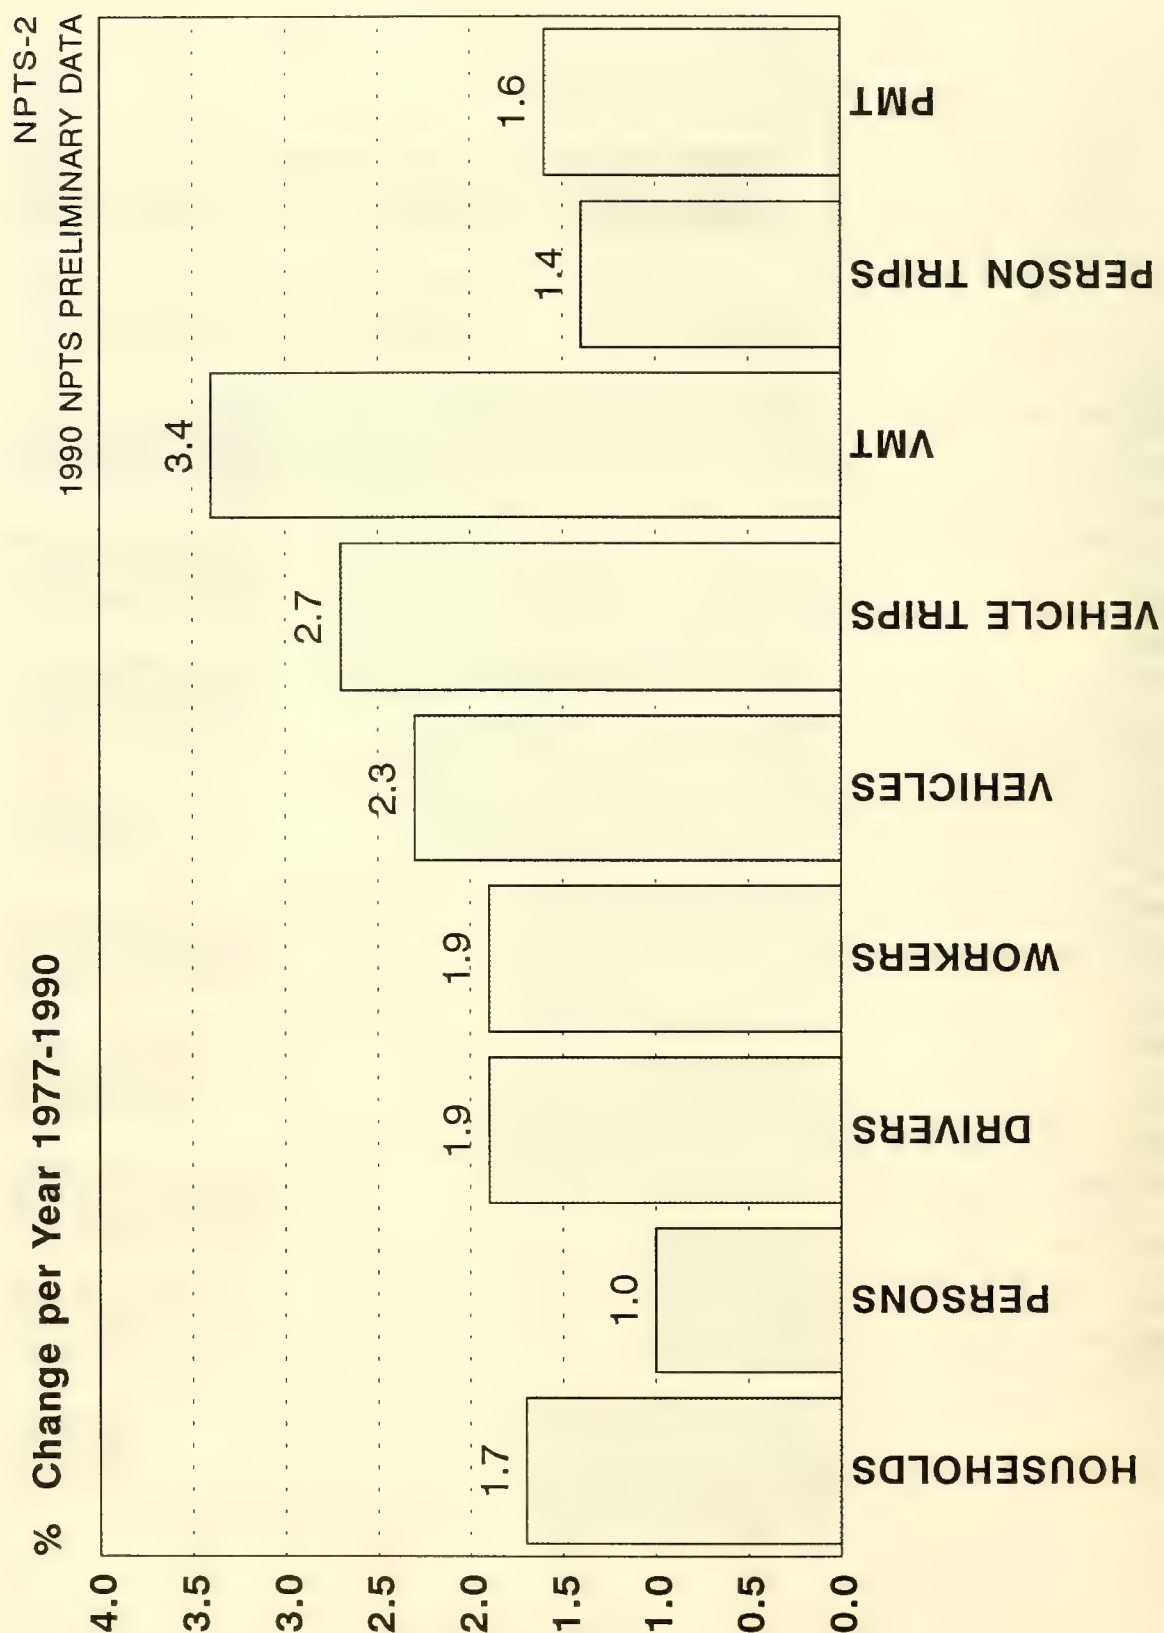 NPTS-2
1990 NPTS PRELIMINARY DATA
% Change per Year 1977-1990
4.0
3.5
3.0
2.5
2.0
1.5
1.0
0.5
0.0
1.7
1.0
1.9
1.9
2.3
2.7
3.4
1.4
1.6
HOUSEHOLDS
PERSONS
DRIVERS
WORKERS
VEHICLES
VEHICLE TRIPS
VMT
PERSON TRIPS
PMT